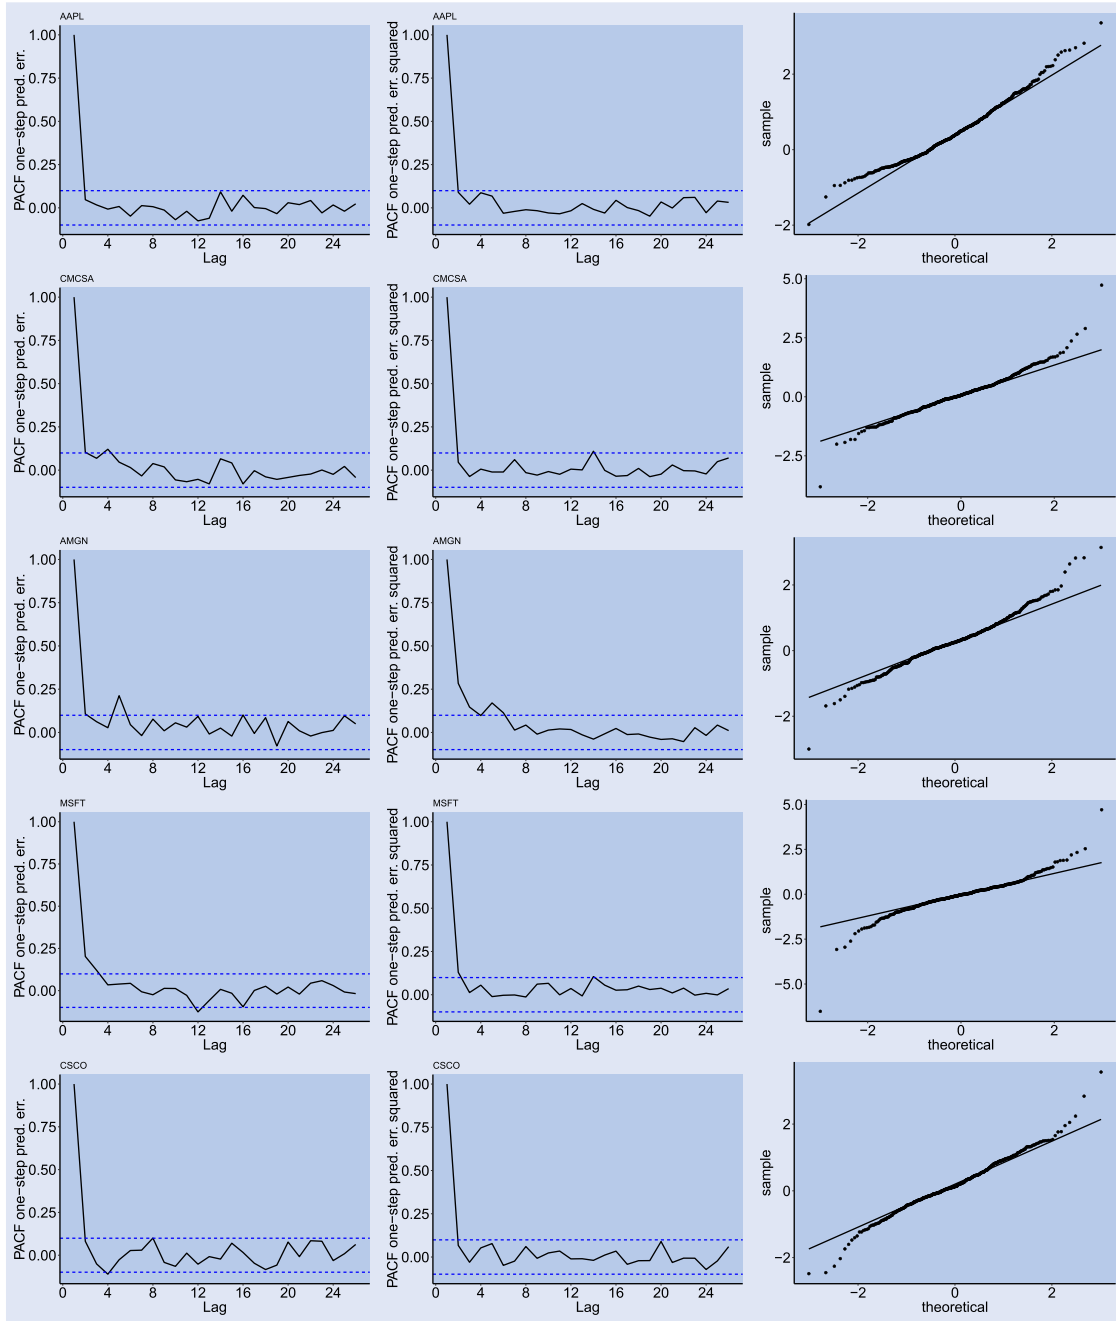 AAPL
PACF one−step pred. err.
1.00
0.75
0.50
0.25
0.00
0 4 8 12 16 20 24
Lag
AAPL
PACF one−step pred. err. squared
1.00
0.75
0.50
0.25
0.00
0 4 8 12 16 20 24
Lag
sample
2
0
−2
−2 0 2
theoretical
CMCSA
PACF one−step pred. err.
1.00
0.75
0.50
0.25
0.00
0 4 8 12 16 20 24
Lag
CMCSA
PACF one−step pred. err. squared
1.00
0.75
0.50
0.25
0.00
0 4 8 12 16 20 24
Lag
sample
5.0
2.5
0.0
−2.5
−2 0 2
theoretical
AMGN
PACF one−step pred. err.
1.00
0.75
0.50
0.25
0.00
0 4 8 12 16 20 24
Lag
AMGN
PACF one−step pred. err. squared
1.00
0.75
0.50
0.25
0.00
0 4 8 12 16 20 24
Lag
sample
2
0
−2
−2 0 2
theoretical
MSFT
PACF one−step pred. err.
1.00
0.75
0.50
0.25
0.00
0 4 8 12 16 20 24
Lag
MSFT
PACF one−step pred. err. squared
1.00
0.75
0.50
0.25
0.00
0 4 8 12 16 20 24
Lag
sample
5.0
2.5
0.0
−2.5
−5.0
−2 0 2
theoretical
CSCO
PACF one−step pred. err.
1.00
0.75
0.50
0.25
0.00
0 4 8 12 16 20 24
Lag
CSCO
PACF one−step pred. err. squared
1.00
0.75
0.50
0.25
0.00
0 4 8 12 16 20 24
Lag
sample
2
0
−2
−2 0 2
theoretical